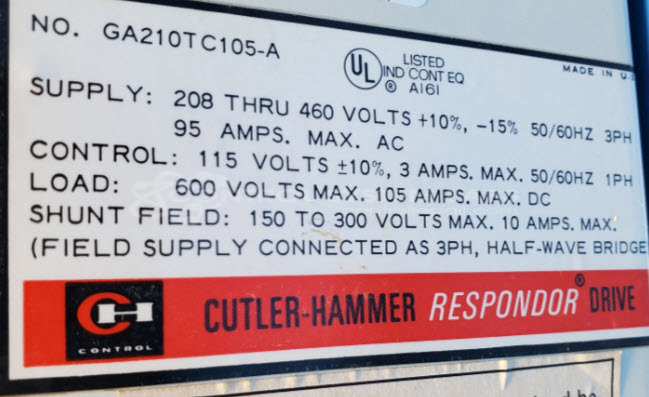 NO. GA210TC105-A
UL LISTED
IND CONT EQ
® A161
MADE IN U.S
SUPPLY: 208 THRU 460 VOLTS +10%, -15% 50/60HZ 3PH
95 AMPS. MAX. AC
CONTROL: 115 VOLTS ±10%, 3 AMPS. MAX. 50/60HZ 1PH
LOAD: 600 VOLTS MAX. 105 AMPS. MAX. DC
SHUNT FIELD: 150 TO 300 VOLTS MAX. 10 AMPS. MAX.
(FIELD SUPPLY CONNECTED AS 3PH, HALF-WAVE BRIDGE
CH
CONTROL
CUTLER-HAMMER RESPONDOR® DRIVE